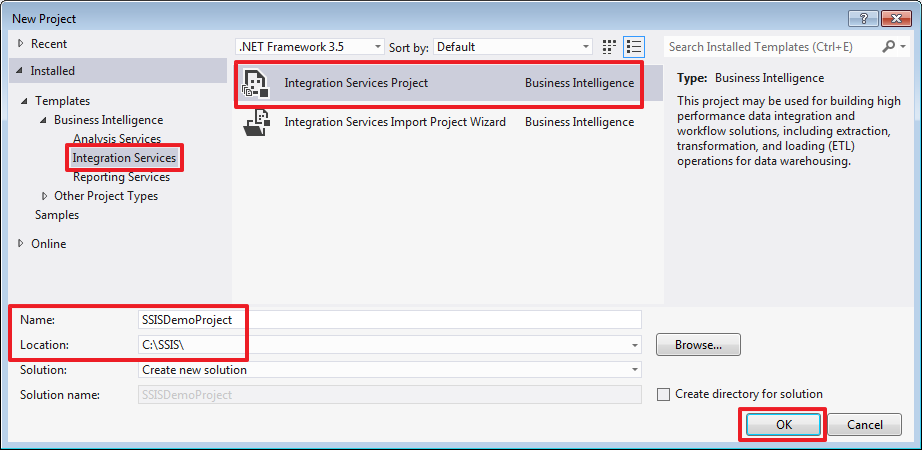 New Project
Recent
Installed
Templates
Business Intelligence
Analysis Services
Integration Services
Reporting Services
Other Project Types
Samples
Online
.NET Framework 3.5
Sort by: Default
Integration Services Project Business Intelligence
Integration Services Import Project Wizard Business Intelligence
Search Installed Templates (Ctrl+E)
Type: Business Intelligence
This project may be used for building high
performance data integration and
workflow solutions, including extraction,
transformation, and loading (ETL)
operations for data warehousing.
Name: SSISDemoProject
Location: C:\SSIS\
Browse...
Solution: Create new solution
Solution name: SSISDemoProject
Create directory for solution
OK
Cancel